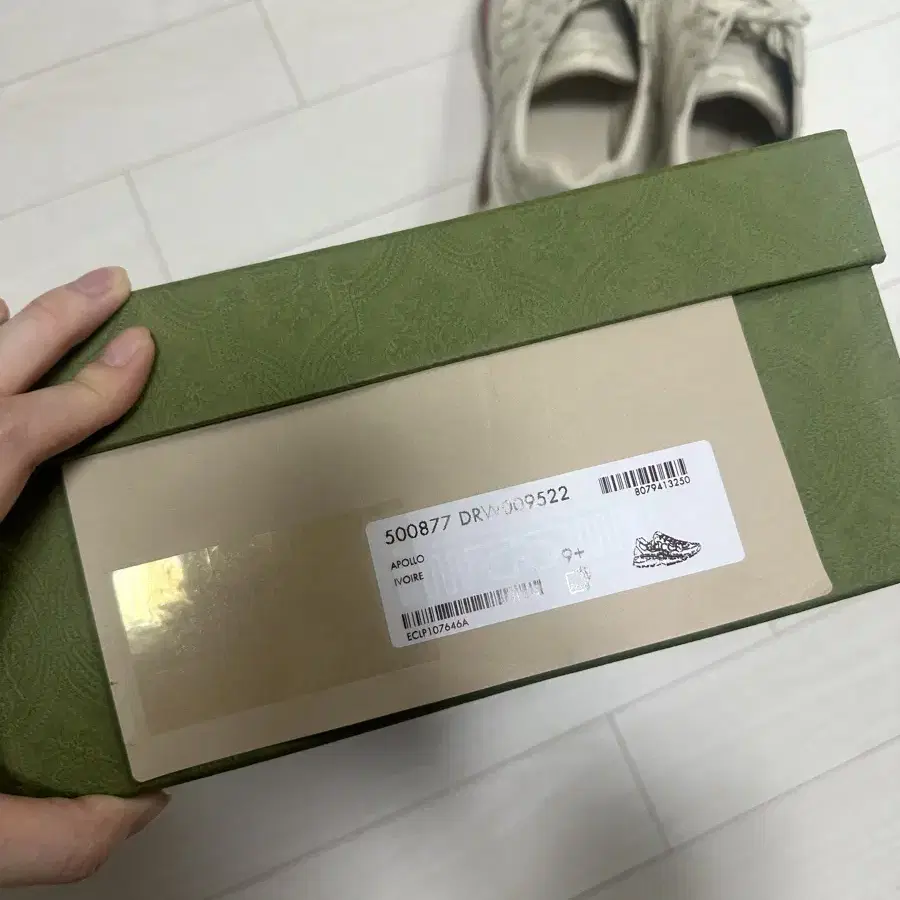 500877 DRW009522
8079413250
APOLLO
IVOIRE
9+
ECLP107646A